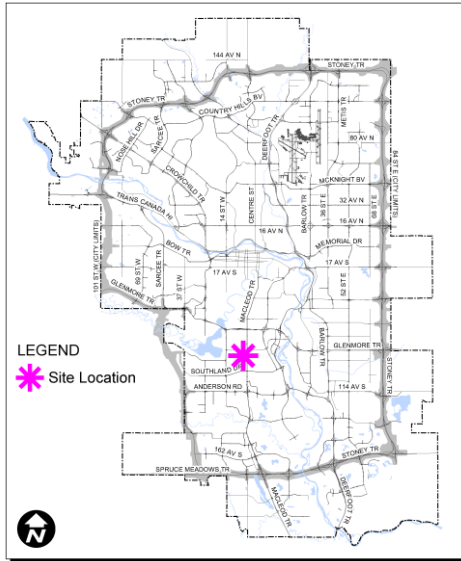 144 AV N
STONEY TR
STONEY TR
COUNTRY HILLS BV
METIS TR
NOSE HILL DR
SARCEE TR
DEERFOOT TR
80 AV N
84 ST E (CITY LIMITS)
CROWCHILD TR
MCKNIGHT BV
TRANS CANADA HI
14 ST W
CENTRE ST
BARLOW TR
36 ST E
32 AV N
68 ST E
16 AV N
16 AV N
101 ST W (CITY LIMITS)
BOW TR
MEMORIAL DR
69 ST W
SARCEE TR
37 ST W
17 AV S
17 AV S
52 ST E
GLENMORE TR
MACLEOD TR
BARLOW TR
GLENMORE TR
STONEY TR
LEGEND
Site Location
SOUTHLAND DR
ANDERSON RD
114 AV S
162 AV S
STONEY TR
SPRUCE MEADOWS TR
MACLEOD TR
DEERFOOT TR
N